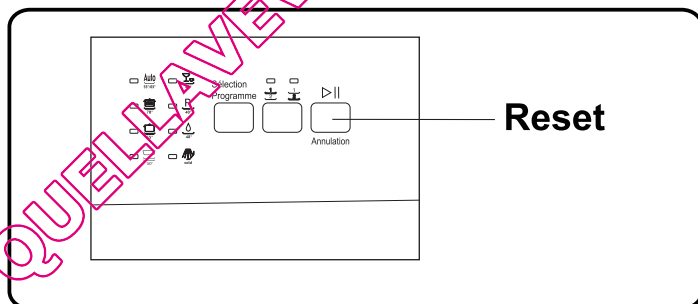 Auto
Sélection
Programme
R
Reset
Annulation
QUELLAVE